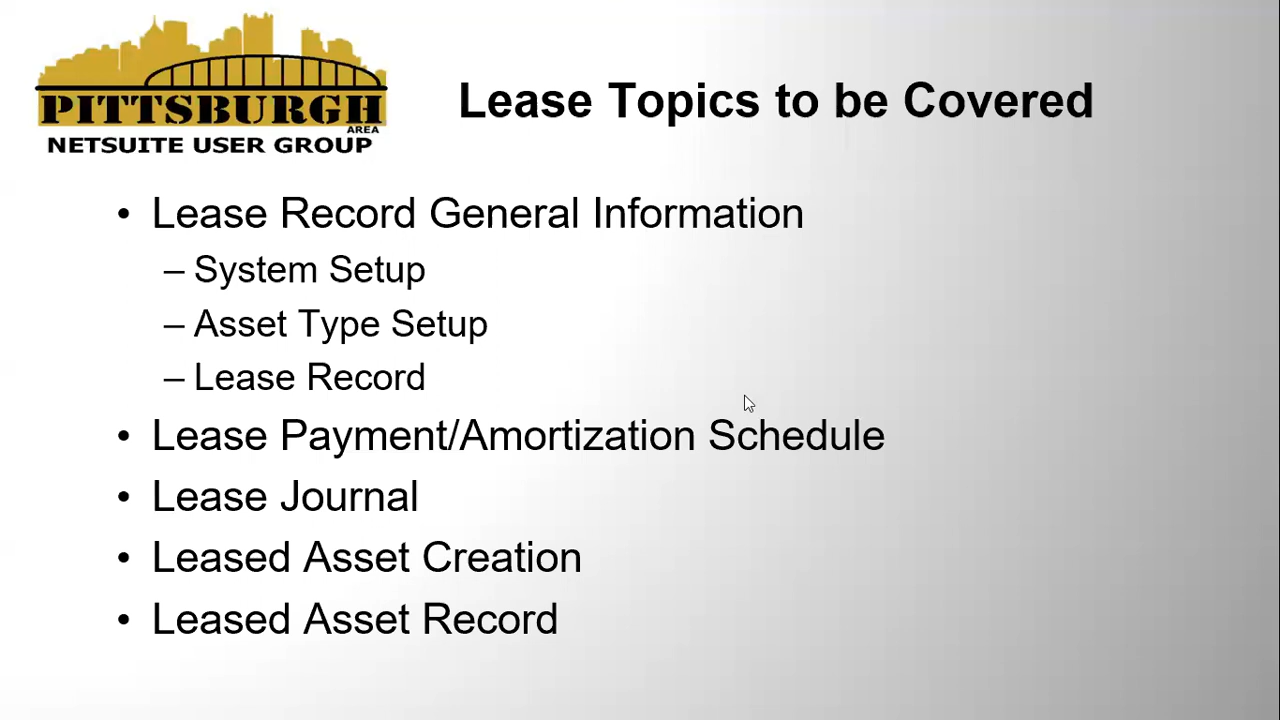 PITTSBURGH
AREA
NETSUITE USER GROUP
Lease Topics to be Covered
• Lease Record General Information
– System Setup
– Asset Type Setup
– Lease Record
• Lease Payment/Amortization Schedule
• Lease Journal
• Leased Asset Creation
• Leased Asset Record